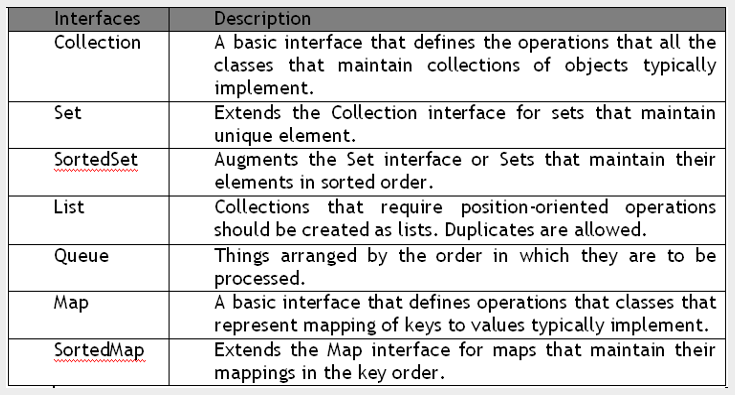 Interfaces Description
Collection A basic interface that defines the operations that all the
classes that maintain collections of objects typically
implement.
Set Extends the Collection interface for sets that maintain
unique element.
SortedSet Augments the Set interface or Sets that maintain their
elements in sorted order.
List Collections that require position-oriented operations
should be created as lists. Duplicates are allowed.
Queue Things arranged by the order in which they are to be
processed.
Map A basic interface that defines operations that classes that
represent mapping of keys to values typically implement.
SortedMap Extends the Map interface for maps that maintain their
mappings in the key order.